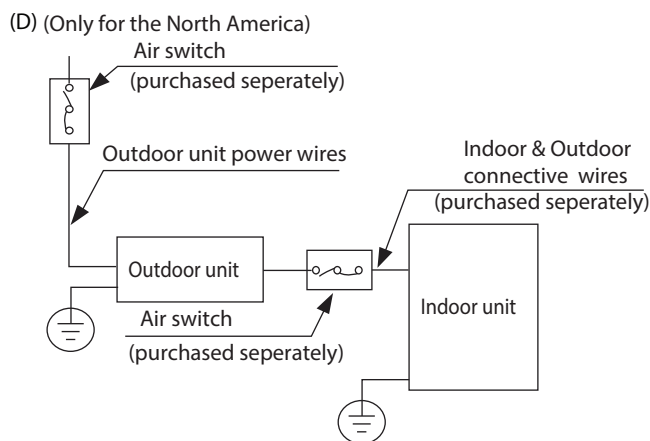 (D) (Only for the North America)
Air switch
(purchased seperately)
Outdoor unit power wires
Indoor & Outdoor
connective wires
(purchased seperately)
Outdoor unit
Indoor unit
Air switch
(purchased seperately)